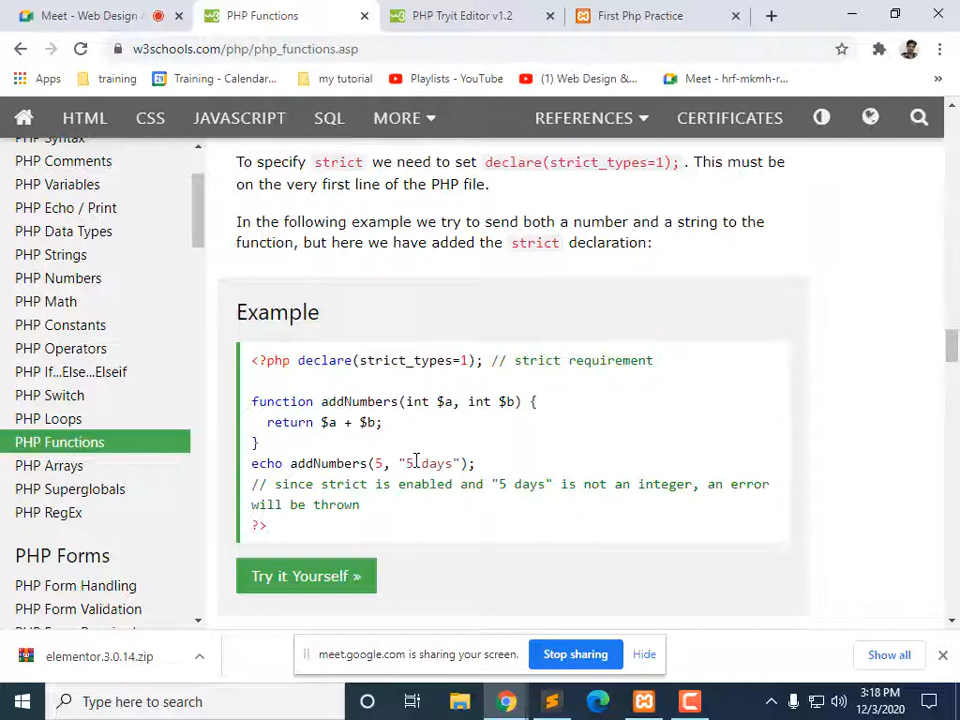 Meet - Web Design
PHP Functions
PHP Tryit Editor v1.2
First Php Practice
w3schools.com/php/php_functions.asp
Apps
training
Training - Calendar...
my tutorial
Playlists - YouTube
(1) Web Design &...
Meet - hrf-mkmh-r...
»
HTML
CSS
JAVASCRIPT
SQL
MORE
REFERENCES
CERTIFICATES
PHP Syntax
PHP Comments
PHP Variables
PHP Echo / Print
PHP Data Types
PHP Strings
PHP Numbers
PHP Math
PHP Constants
PHP Operators
PHP If...Else...Elseif
PHP Switch
PHP Loops
PHP Functions
PHP Arrays
PHP Superglobals
PHP RegEx
PHP Forms
PHP Form Handling
PHP Form Validation
To specify strict we need to set declare(strict_types=1); . This must be
on the very first line of the PHP file.
In the following example we try to send both a number and a string to the
function, but here we have added the strict declaration:
Example
<?php declare(strict_types=1); // strict requirement
function addNumbers(int $a, int $b) {
return $a + $b;
}
echo addNumbers(5, "5 days");
// since strict is enabled and "5 days" is not an integer, an error
will be thrown
?>
Try it Yourself »
elementor.3.0.14.zip
meet.google.com is sharing your screen.
Stop sharing
Hide
Show all
Type here to search
3:18 PM
12/3/2020